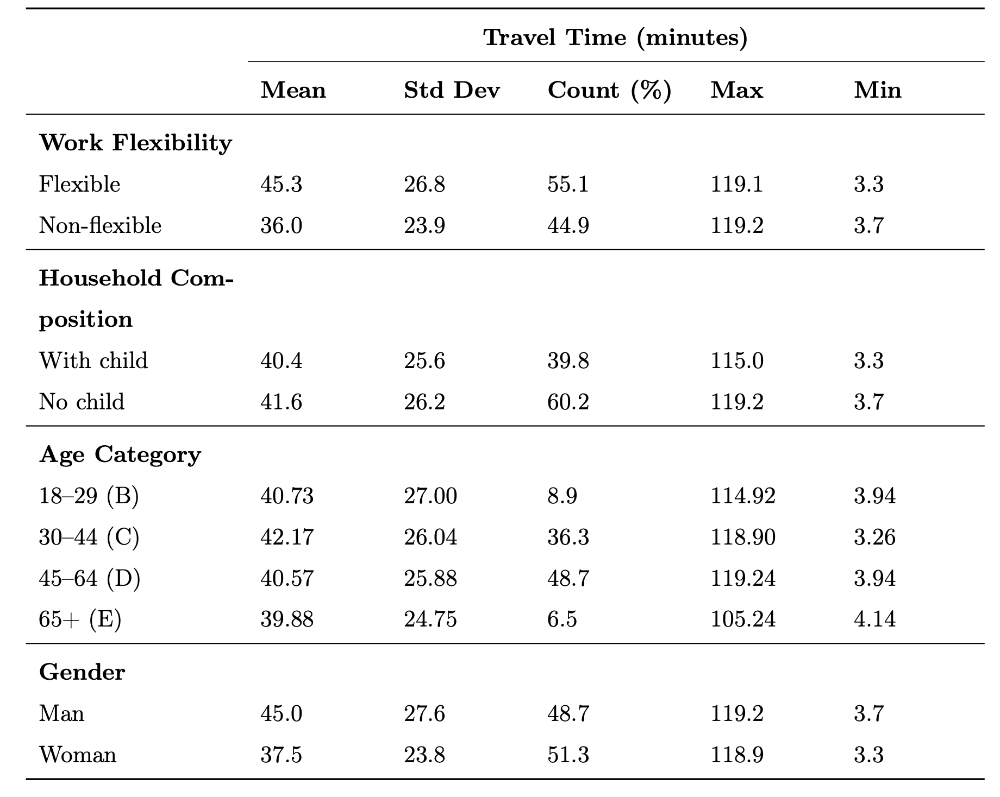 Travel Time (minutes)
Mean Std Dev Count (%) Max Min
Work Flexibility
Flexible 45.3 26.8 55.1 119.1 3.3
Non-flexible 36.0 23.9 44.9 119.2 3.7
Household Com-
position
With child 40.4 25.6 39.8 115.0 3.3
No child 41.6 26.2 60.2 119.2 3.7
Age Category
18–29 (B) 40.73 27.00 8.9 114.92 3.94
30–44 (C) 42.17 26.04 36.3 118.90 3.26
45–64 (D) 40.57 25.88 48.7 119.24 3.94
65+ (E) 39.88 24.75 6.5 105.24 4.14
Gender
Man 45.0 27.6 48.7 119.2 3.7
Woman 37.5 23.8 51.3 118.9 3.3